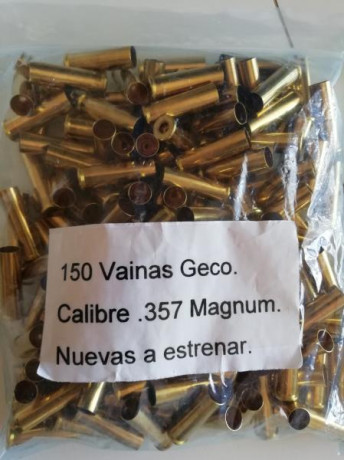 150 Vainas Geco.
Calibre .357 Magnum.
Nuevas a estrenar.